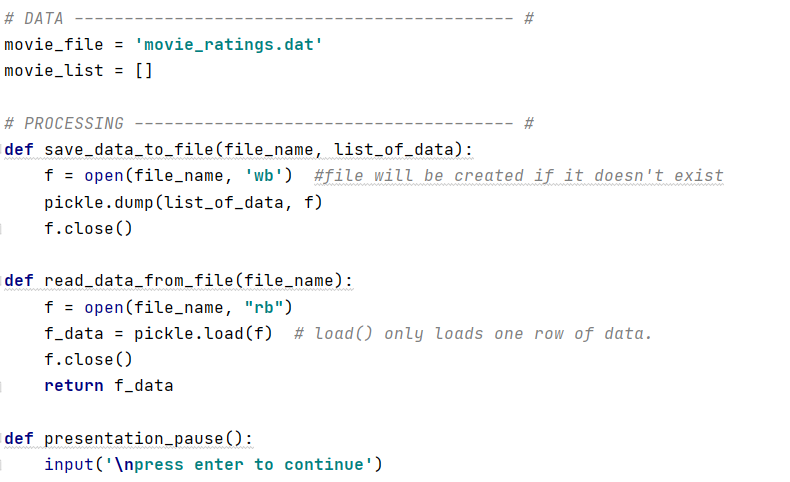 # DATA -------------------------------------------- #
movie_file = 'movie_ratings.dat'
movie_list = []
# PROCESSING -------------------------------------- #
def save_data_to_file(file_name, list_of_data):
    f = open(file_name, 'wb')  #file will be created if it doesn't exist
    pickle.dump(list_of_data, f)
    f.close()
def read_data_from_file(file_name):
    f = open(file_name, "rb")
    f_data = pickle.load(f)  # load() only loads one row of data.
    f.close()
    return f_data
def presentation_pause():
    input('\npress enter to continue')